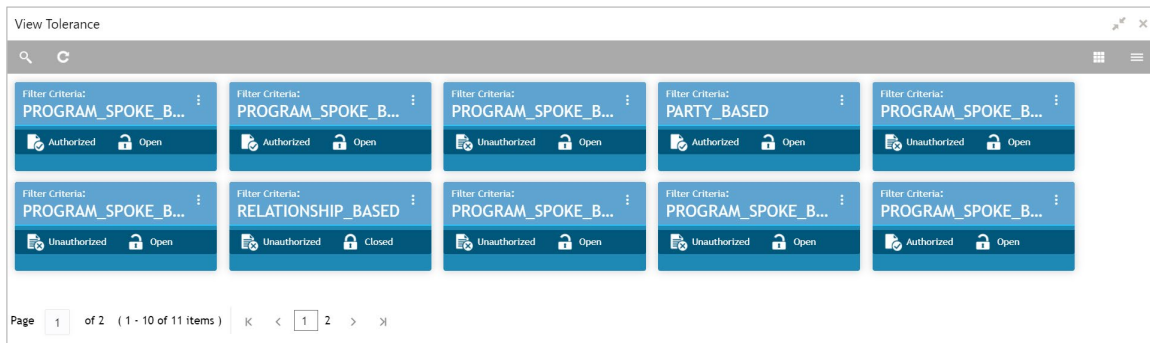 View Tolerance
Filter Criteria: Filter Criteria: Filter Criteria: Filter Criteria: Filter Criteria:
PROGRAM_SPOKE_B... PROGRAM_SPOKE_B... PROGRAM_SPOKE_B... PARTY_BASED PROGRAM_SPOKE_B...
Authorized Open Authorized Open Unauthorized Open Authorized Open Unauthorized Open
Filter Criteria: Filter Criteria: Filter Criteria: Filter Criteria: Filter Criteria:
PROGRAM_SPOKE_B... RELATIONSHIP_BASED PROGRAM_SPOKE_B... PROGRAM_SPOKE_B... PROGRAM_SPOKE_B...
Unauthorized Open Unauthorized Closed Unauthorized Open Unauthorized Open Authorized Open
Page 1 of 2 ( 1 - 10 of 11 items ) 1 2